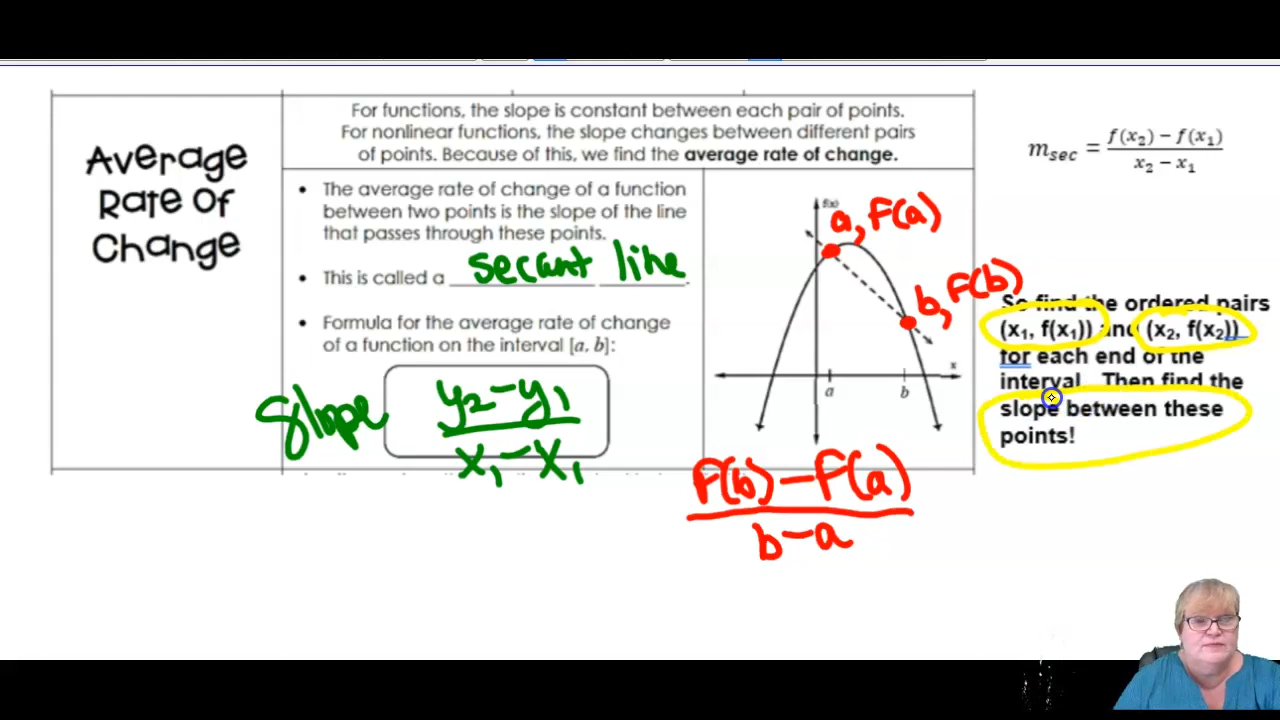 Average
Rate Of
Change
For functions, the slope is constant between each pair of points.
For nonlinear functions, the slope changes between different pairs
of points. Because of this, we find the average rate of change.
• The average rate of change of a function
between two points is the slope of the line
that passes through these points.
• This is called a secant line.
• Formula for the average rate of change
of a function on the interval [a, b]:
Slope
y₂-y₁
x₁-x₁
f(x)
a, F(a)
b, F(b)
x
a
b
F(b)-F(a)
b-a
m_sec = f(x₂) − f(x₁)
x₂ − x₁
So find the ordered pairs
(x₁, f(x₁)) and (x₂, f(x₂))
for each end of the
interval. Then find the
slope between these
points!